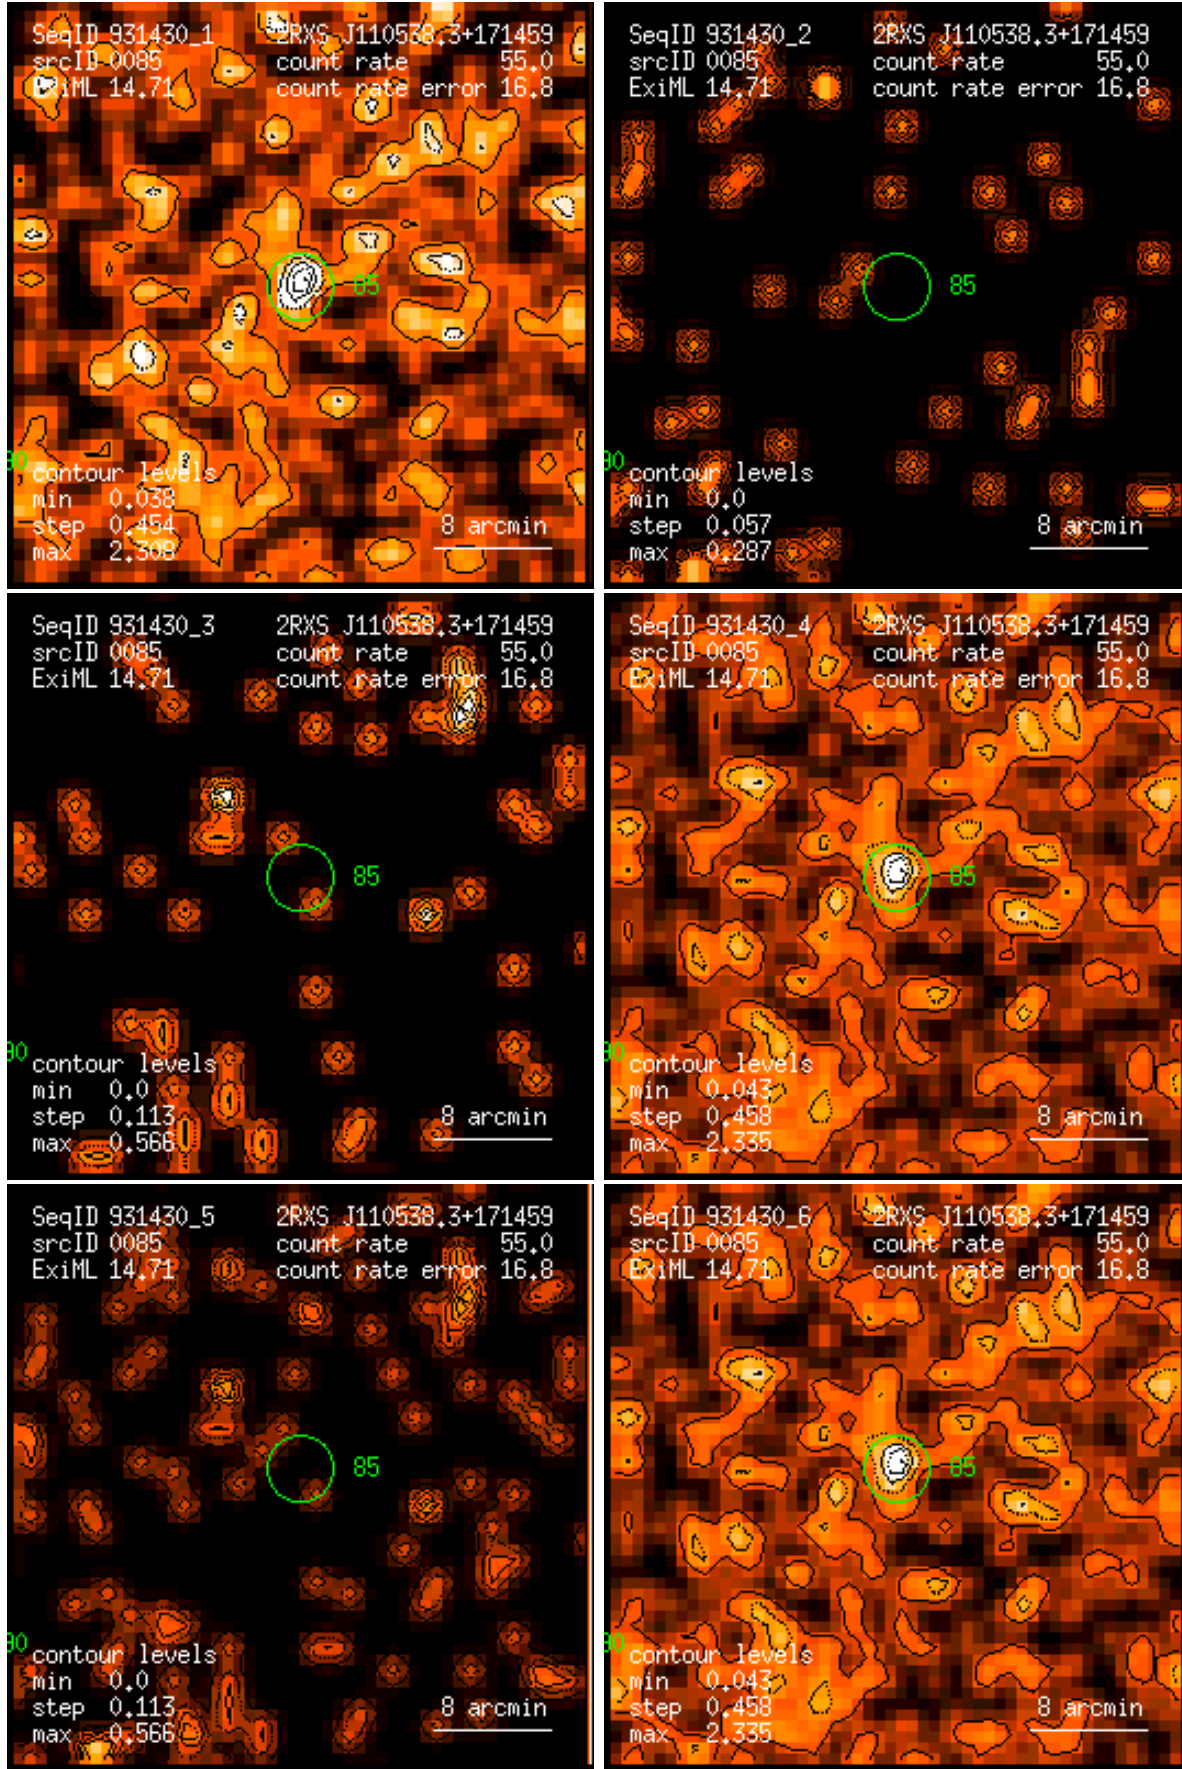 SeqID 931430_1 2RXS J110538.3+171459
srcID 0085 count rate 55.0
ExiML 14.71 count rate error 16.8
85
30
contour levels
min 0.038
step 0.454 8 arcmin
max 2.308
SeqID 931430_2 2RXS J110538.3+171459
srcID 0085 count rate 55.0
ExiML 14.71 count rate error 16.8
85
30
contour levels
min 0.0
step 0.057 8 arcmin
max 0.287
SeqID 931430_3 2RXS J110538.3+171459
srcID 0085 count rate 55.0
ExiML 14.71 count rate error 16.8
85
30
contour levels
min 0.0
step 0.113 8 arcmin
max 0.566
SeqID 931430_4 2RXS J110538.3+171459
srcID 0085 count rate 55.0
ExiML 14.71 count rate error 16.8
85
30
contour levels
min 0.043
step 0.458 8 arcmin
max 2.335
SeqID 931430_5 2RXS J110538.3+171459
srcID 0085 count rate 55.0
ExiML 14.71 count rate error 16.8
85
30
contour levels
min 0.0
step 0.113 8 arcmin
max 0.566
SeqID 931430_6 2RXS J110538.3+171459
srcID 0085 count rate 55.0
ExiML 14.71 count rate error 16.8
85
30
contour levels
min 0.043
step 0.458 8 arcmin
max 2.335